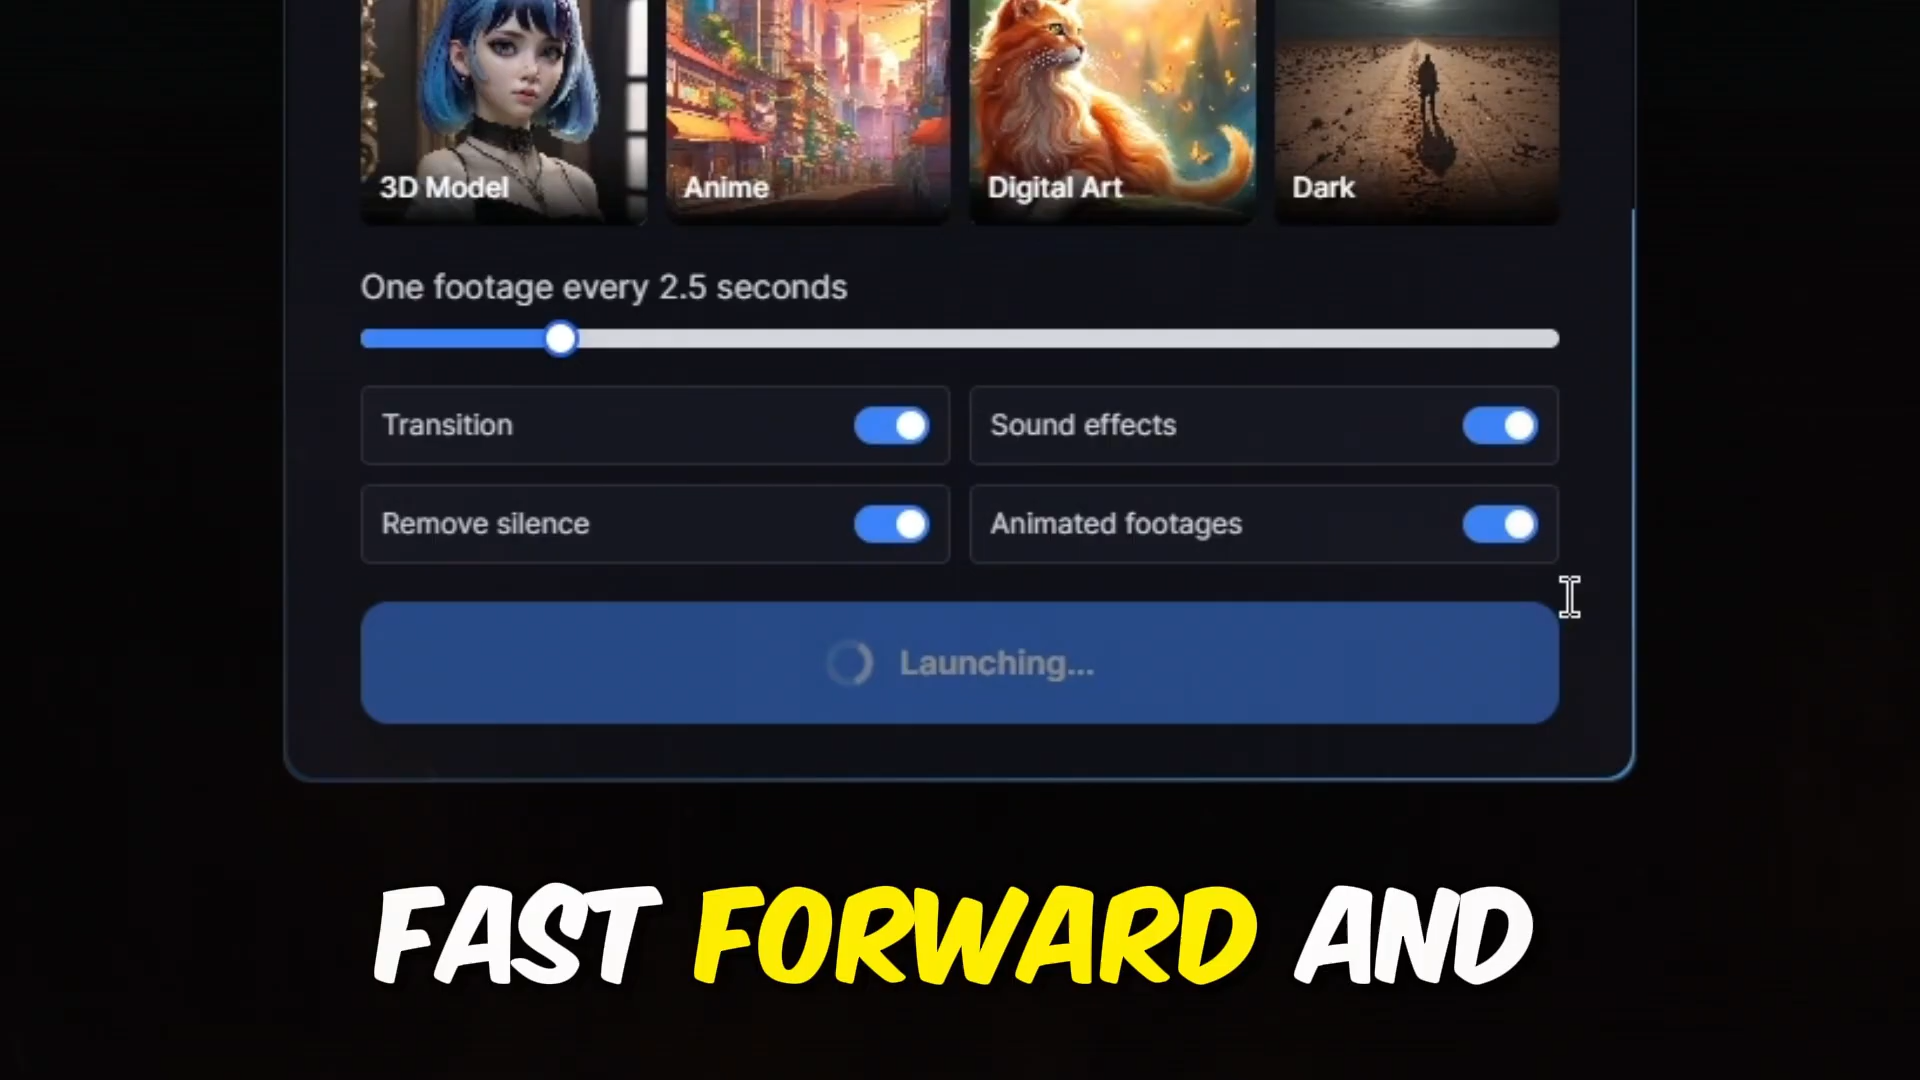 3D Model
Anime
Digital Art
Dark
One footage every 2.5 seconds
Transition
Sound effects
Remove silence
Animated footages
Launching...
FAST FORWARD AND